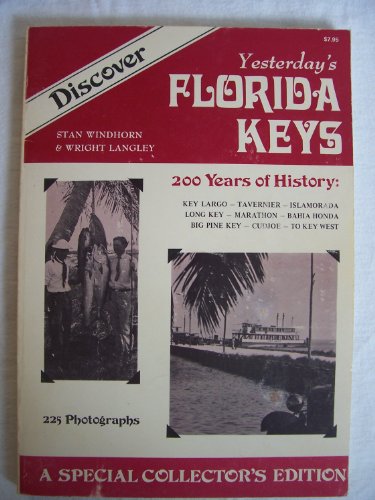 $7.95
Discover
Yesterday's
FLORIDA
KEYS
STAN WINDHORN
& WRIGHT LANGLEY
200 Years of History:
KEY LARGO – TAVERNIER – ISLAMORADA
LONG KEY – MARATHON – BAHIA HONDA
BIG PINE KEY – CUDJOE – TO KEY WEST
225 Photographs
A SPECIAL COLLECTOR'S EDITION